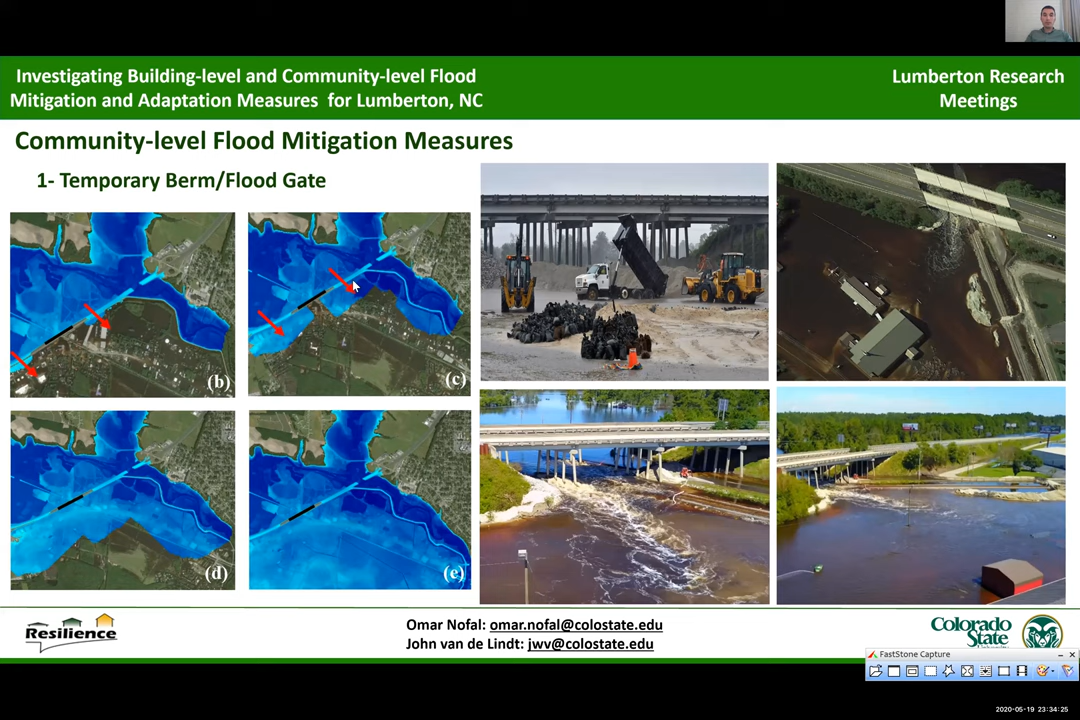 Investigating Building-level and Community-level Flood
Mitigation and Adaptation Measures for Lumberton, NC
Lumberton Research
Meetings
Community-level Flood Mitigation Measures
1- Temporary Berm/Flood Gate
(b)
(c)
(d)
(e)
Resilience
Omar Nofal: omar.nofal@colostate.edu
John van de Lindt: jwv@colostate.edu
Colorado
State
FastStone Capture
2020-05-19 23:34:25